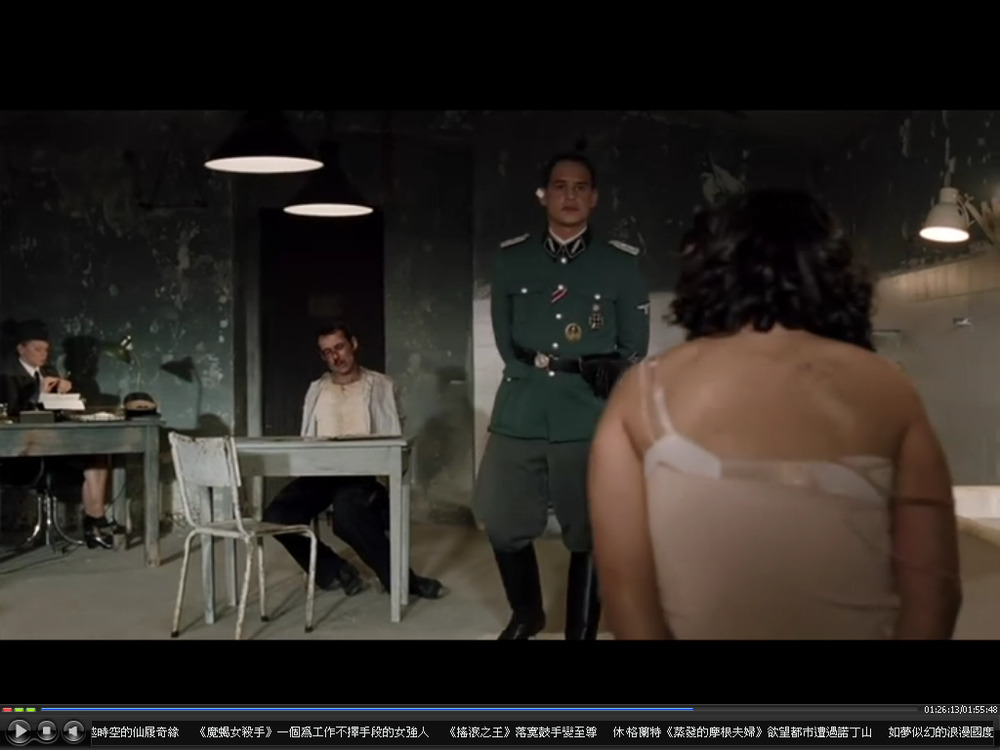 01:26:13/01:55:48
時空的仙履奇緣 《魔蝎女殺手》一個爲工作不擇手段的女強人 《搖滾之王》落寞鼓手變至尊 休·格蘭特《蒸發的摩根夫婦》欲望都市遭遇諾丁山 如夢似幻的浪漫國度